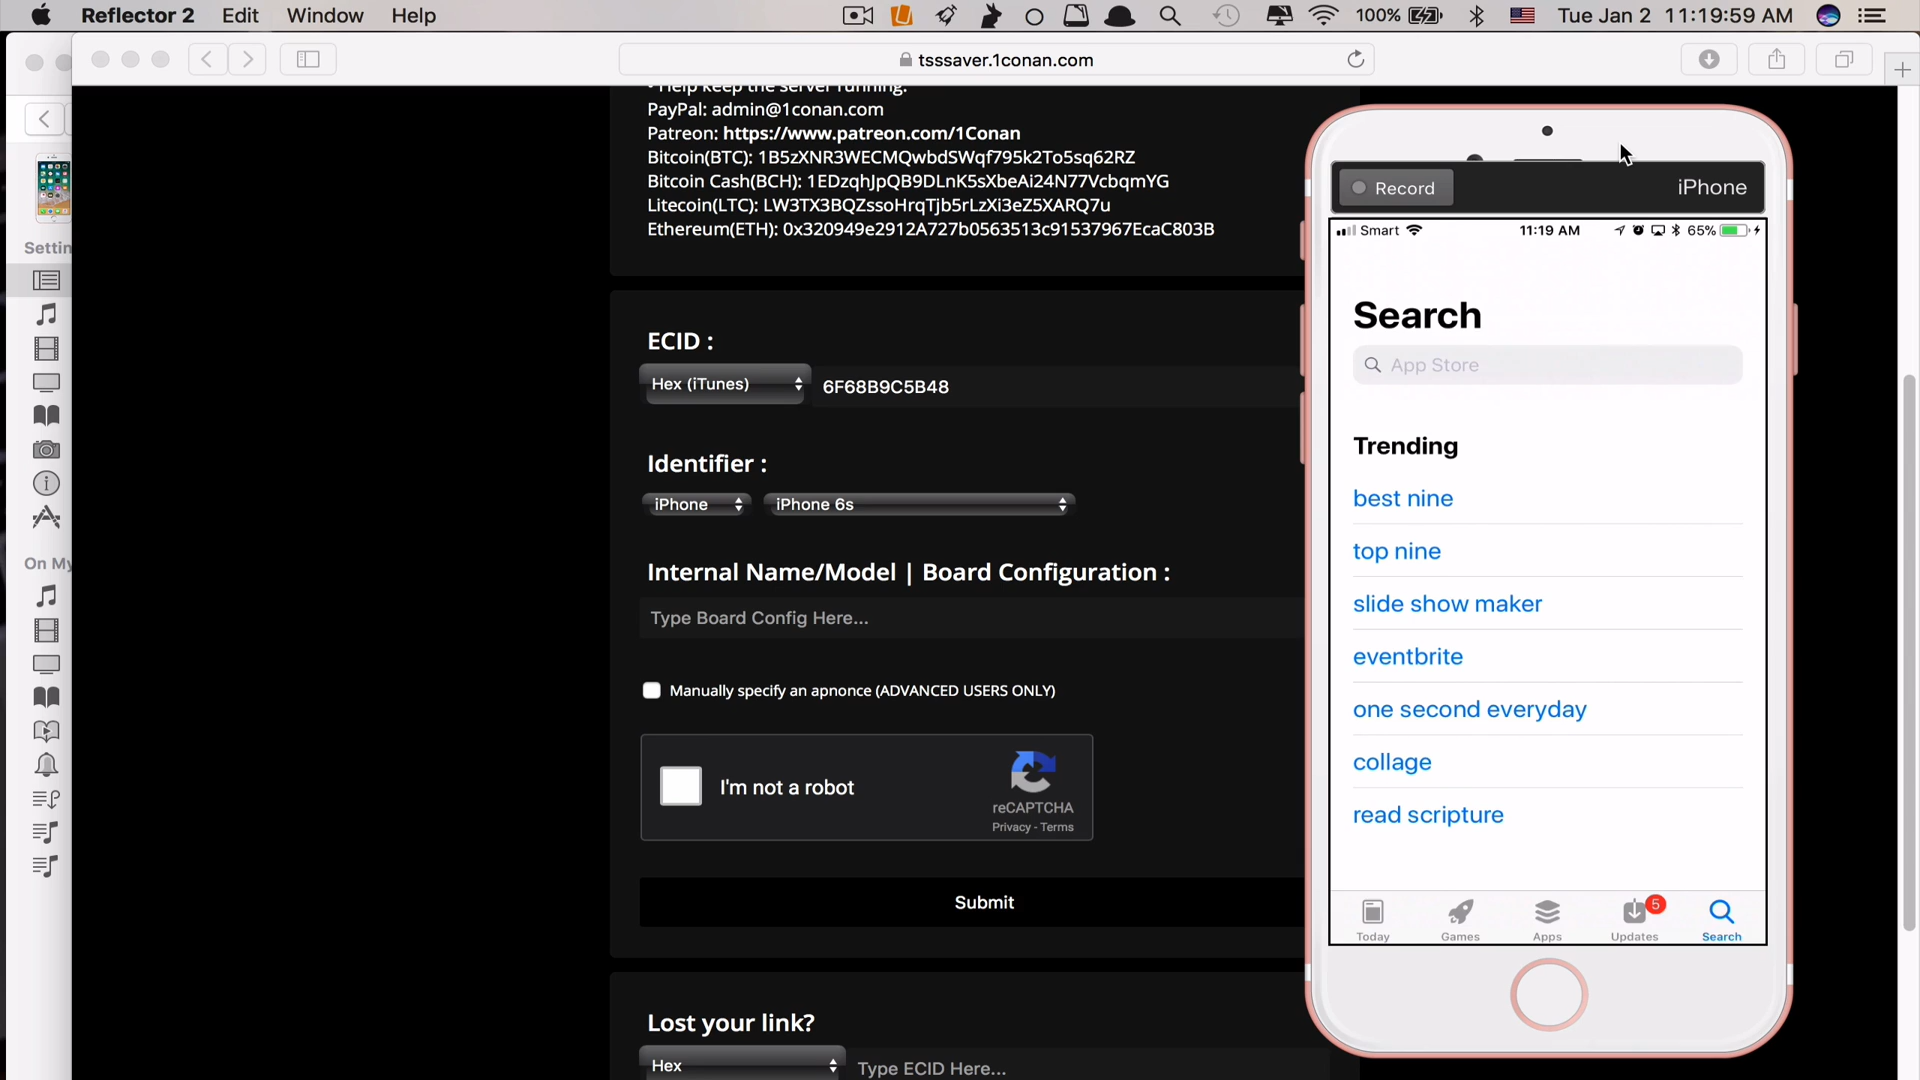 Reflector 2 Edit Window Help 100% Tue Jan 2 11:19:59 AM
tsssaver.1conan.com
• Help keep the server running:
PayPal: admin@1conan.com
Patreon: https://www.patreon.com/1Conan
Bitcoin(BTC): 1B5zXNR3WECMQwbdSWqf795k2To5sq62RZ
Bitcoin Cash(BCH): 1EDzqhJpQB9DLnK5sXbeAi24N77VcbqmYG
Litecoin(LTC): LW3TX3BQZssoHrqTjb5rLzXi3eZ5XARQ7u
Ethereum(ETH): 0x320949e2912A727b0563513c91537967EcaC803B
Settin
On My
ECID :
Hex (iTunes) 6F68B9C5B48
Identifier :
iPhone iPhone 6s
Internal Name/Model | Board Configuration :
Type Board Config Here...
Manually specify an apnonce (ADVANCED USERS ONLY)
I'm not a robot
reCAPTCHA
Privacy - Terms
Submit
Lost your link?
Hex Type ECID Here...
Record iPhone
Smart 11:19 AM 65%
Search
App Store
Trending
best nine
top nine
slide show maker
eventbrite
one second everyday
collage
read scripture
5
Today Games Apps Updates Search